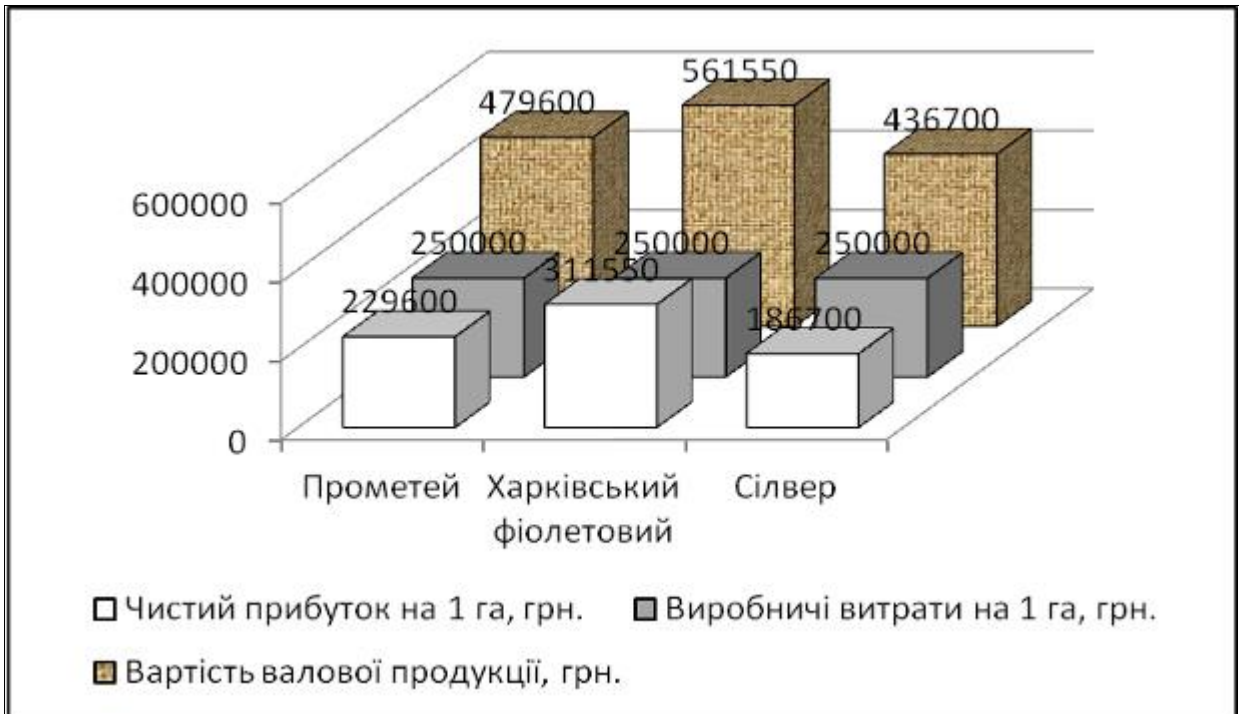 561550
479600
436700
600000
250000 250000 250000
400000
311550
229600
186700
200000
0
Прометей Харківський Сілвер
фіолетовий
Чистий прибуток на 1 га, грн. Виробничі витрати на 1 га, грн.
Вартість валової продукції, грн.